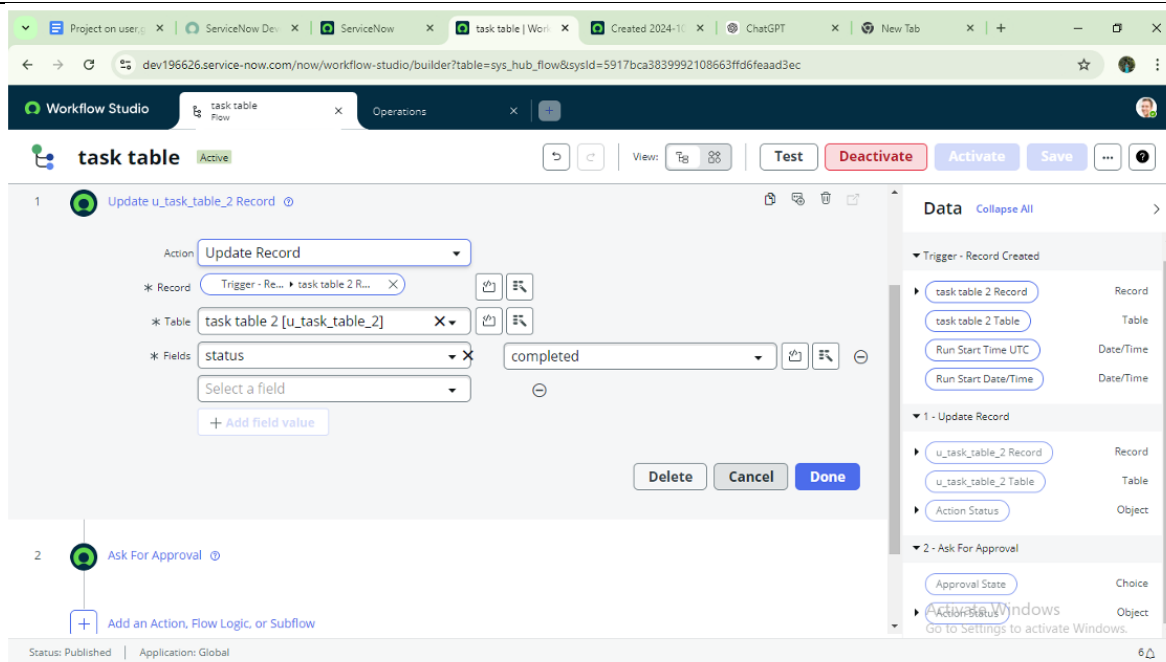 Project on user,g
ServiceNow Dev
ServiceNow
task table | Work
Created 2024-10
ChatGPT
New Tab
dev196626.service-now.com/now/workflow-studio/builder?table=sys_hub_flow&sysId=5917bca3839992108663ffd6feaad3ec
Workflow Studio
task table
Flow
Operations
task table Active
View:
Test
Deactivate
Activate
Save
1 Update u_task_table_2 Record
Action Update Record
* Record Trigger - Re... ▸ task table 2 R...
* Table task table 2 [u_task_table_2]
* Fields status completed
Select a field
+ Add field value
Delete Cancel Done
2 Ask For Approval
Add an Action, Flow Logic, or Subflow
Data Collapse All
Trigger - Record Created
task table 2 Record Record
task table 2 Table Table
Run Start Time UTC Date/Time
Run Start Date/Time Date/Time
1 - Update Record
u_task_table_2 Record Record
u_task_table_2 Table Table
Action Status Object
2 - Ask For Approval
Approval State Choice
Action Status Object
Activate Windows
Go to Settings to activate Windows.
Status: Published | Application: Global
6